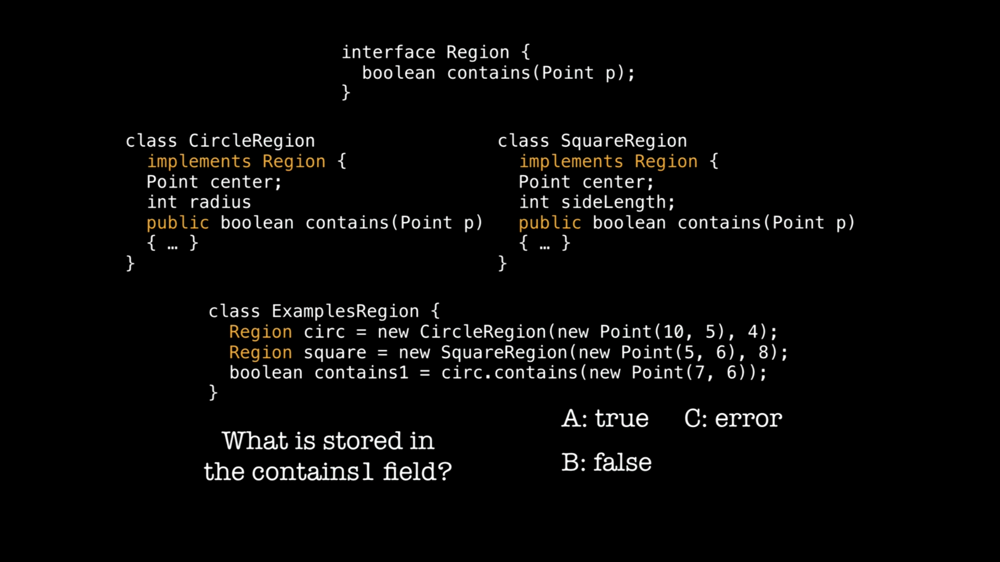 interface Region {
boolean contains(Point p);
}
class CircleRegion
implements Region {
Point center;
int radius
public boolean contains(Point p)
{ … }
}
class SquareRegion
implements Region {
Point center;
int sideLength;
public boolean contains(Point p)
{ … }
}
class ExamplesRegion {
Region circ = new CircleRegion(new Point(10, 5), 4);
Region square = new SquareRegion(new Point(5, 6), 8);
boolean contains1 = circ.contains(new Point(7, 6));
}
What is stored in
the contains1 field?
A: true
C: error
B: false